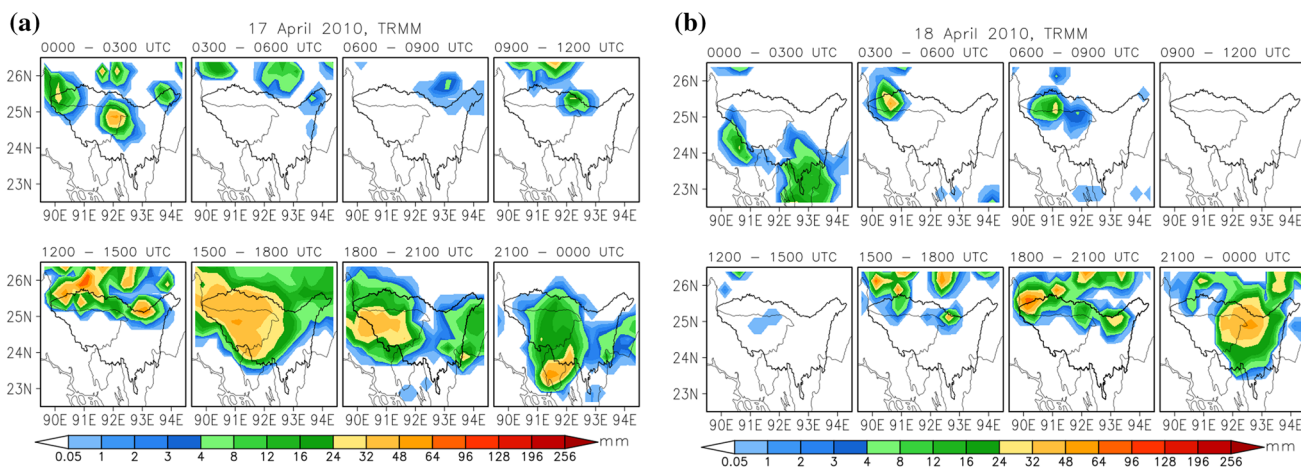 (a)
17 April 2010, TRMM
0000 – 0300 UTC 0300 – 0600 UTC 0600 – 0900 UTC 0900 – 1200 UTC
26N
25N
24N
23N
90E 91E 92E 93E 94E 90E 91E 92E 93E 94E 90E 91E 92E 93E 94E 90E 91E 92E 93E 94E
1200 – 1500 UTC 1500 – 1800 UTC 1800 – 2100 UTC 2100 – 0000 UTC
26N
25N
24N
23N
90E 91E 92E 93E 94E 90E 91E 92E 93E 94E 90E 91E 92E 93E 94E 90E 91E 92E 93E 94E
mm
0.05 1 2 3 4 8 12 16 24 32 48 64 96 128 196 256
(b)
18 April 2010, TRMM
0000 – 0300 UTC 0300 – 0600 UTC 0600 – 0900 UTC 0900 – 1200 UTC
26N
25N
24N
23N
90E 91E 92E 93E 94E 90E 91E 92E 93E 94E 90E 91E 92E 93E 94E 90E 91E 92E 93E 94E
1200 – 1500 UTC 1500 – 1800 UTC 1800 – 2100 UTC 2100 – 0000 UTC
26N
25N
24N
23N
90E 91E 92E 93E 94E 90E 91E 92E 93E 94E 90E 91E 92E 93E 94E 90E 91E 92E 93E 94E
mm
0.05 1 2 3 4 8 12 16 24 32 48 64 96 128 196 256